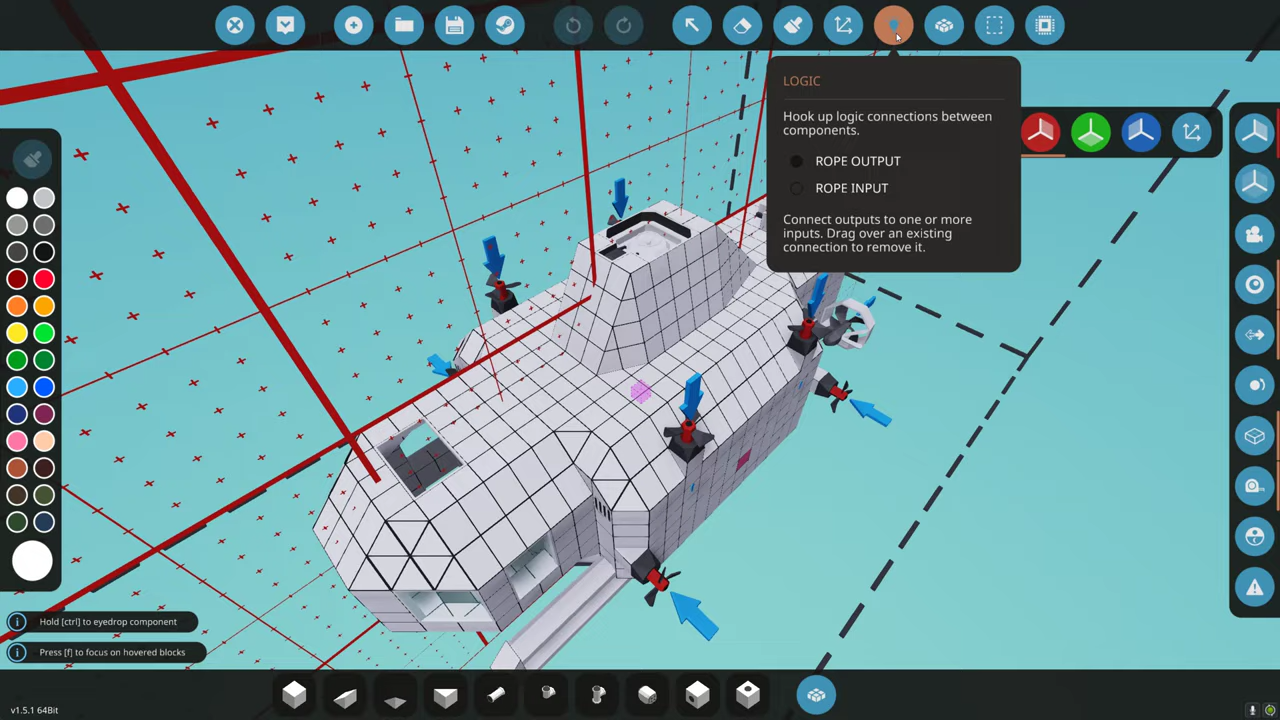 LOGIC
Hook up logic connections between
components.
ROPE OUTPUT
ROPE INPUT
Connect outputs to one or more
inputs. Drag over an existing
connection to remove it.
Hold [ctrl] to eyedrop component
Press [f] to focus on hovered blocks
v1.5.1 64Bit